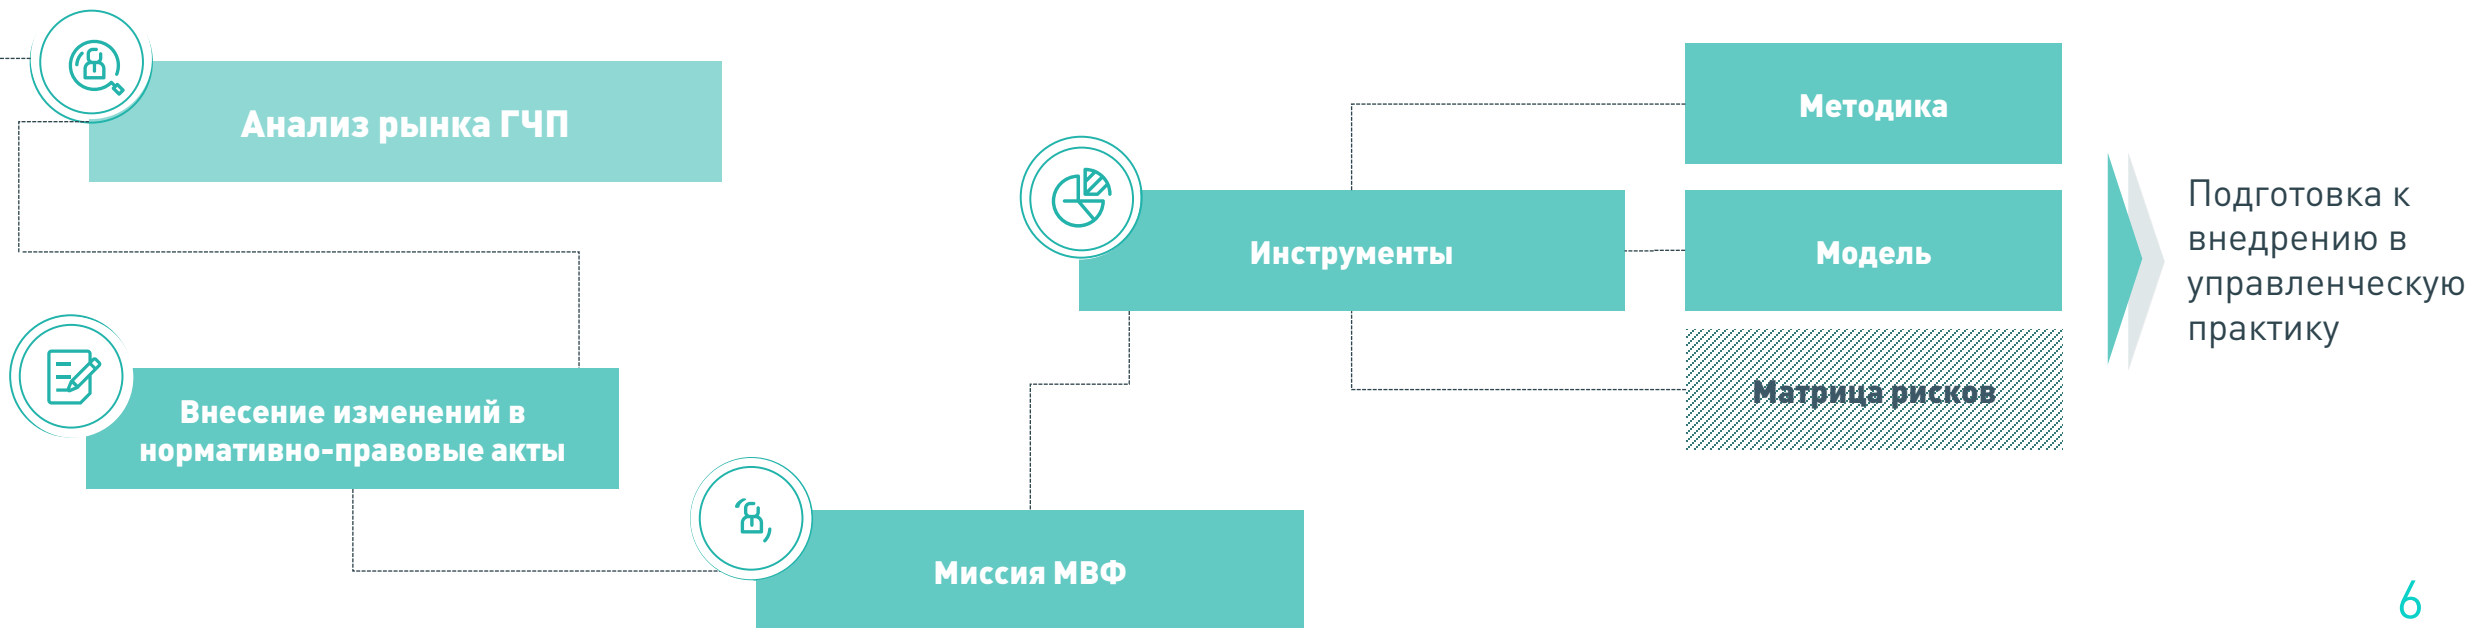 Анализ рынка ГЧП
Внесение изменений в
нормативно-правовые акты
Миссия МВФ
Инструменты
Методика
Модель
Матрица рисков
Подготовка к
внедрению в
управленческую
практику
6